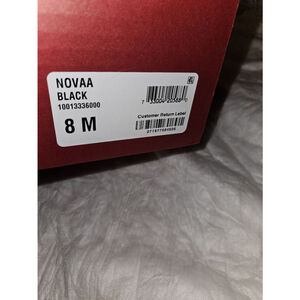 NOVAA
BLACK
10013336000
8 M
Customer Return Label